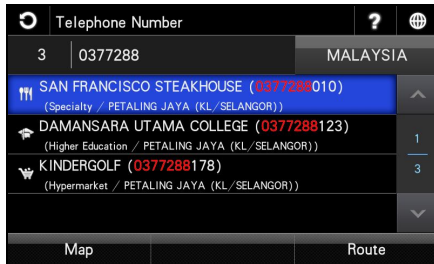 Telephone Number ?
3 0377288 MALAYSIA
SAN FRANCISCO STEAKHOUSE (0377288010)
(Specialty / PETALING JAYA (KL/SELANGOR))
DAMANSARA UTAMA COLLEGE (0377288123)
(Higher Education / PETALING JAYA (KL/SELANGOR))
1
KINDERGOLF (0377288178)
3
(Hypermarket / PETALING JAYA (KL/SELANGOR))
Map Route